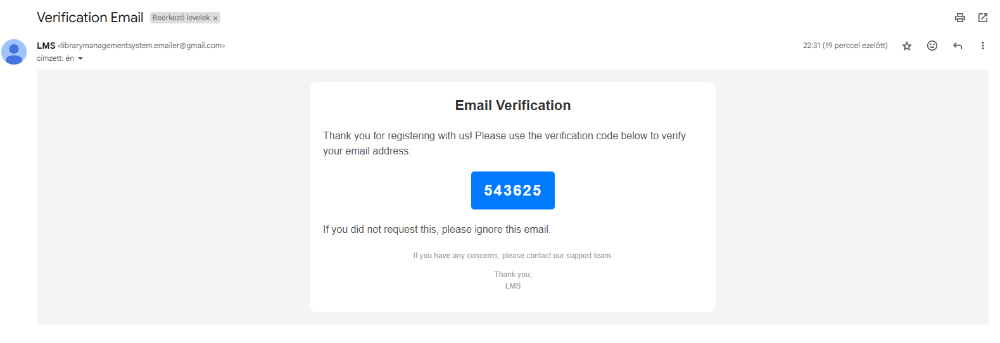 Verification Email Beérkező levelek ×
LMS <librarymanagementsystem.emailer@gmail.com> 22:31 (19 perccel ezelőtt)
címzett: én
Email Verification
Thank you for registering with us! Please use the verification code below to verify
your email address:
543625
If you did not request this, please ignore this email.
If you have any concerns, please contact our support team.
Thank you,
LMS